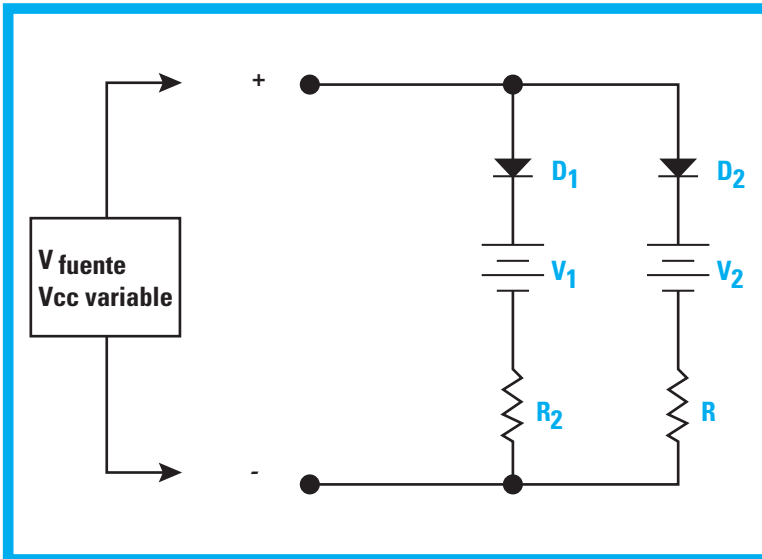 +
D1
D2
V fuente
Vcc variable
V1
V2
R2
R
-